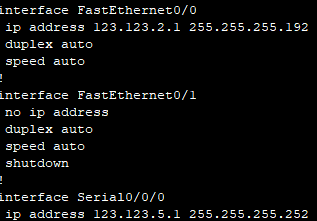 interface FastEthernet0/0
 ip address 123.123.2.1 255.255.255.192
 duplex auto
 speed auto
!
interface FastEthernet0/1
 no ip address
 duplex auto
 speed auto
 shutdown
!
interface Serial0/0/0
 ip address 123.123.5.1 255.255.255.252